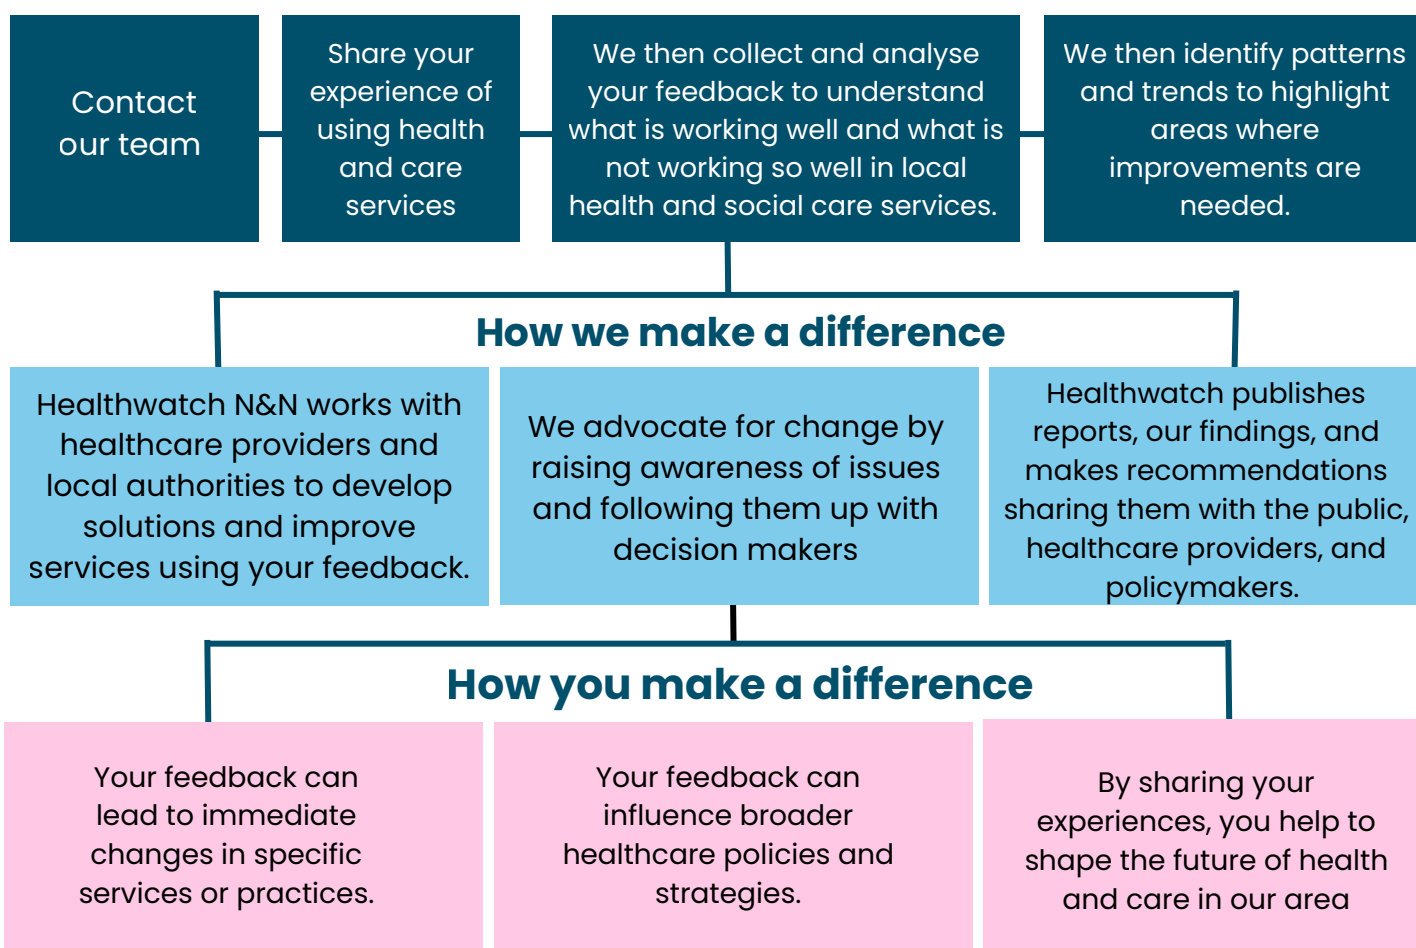 Contact
our team
Share your
experience of
using health
and care
services
We then collect and analyse
your feedback to understand
what is working well and what is
not working so well in local
health and social care services.
We then identify patterns
and trends to highlight
areas where
improvements are
needed.
How we make a difference
Healthwatch N&N works with
healthcare providers and
local authorities to develop
solutions and improve
services using your feedback.
We advocate for change by
raising awareness of issues
and following them up with
decision makers
Healthwatch publishes
reports, our findings, and
makes recommendations
sharing them with the public,
healthcare providers, and
policymakers.
How you make a difference
Your feedback can
lead to immediate
changes in specific
services or practices.
Your feedback can
influence broader
healthcare policies and
strategies.
By sharing your
experiences, you help to
shape the future of health
and care in our area